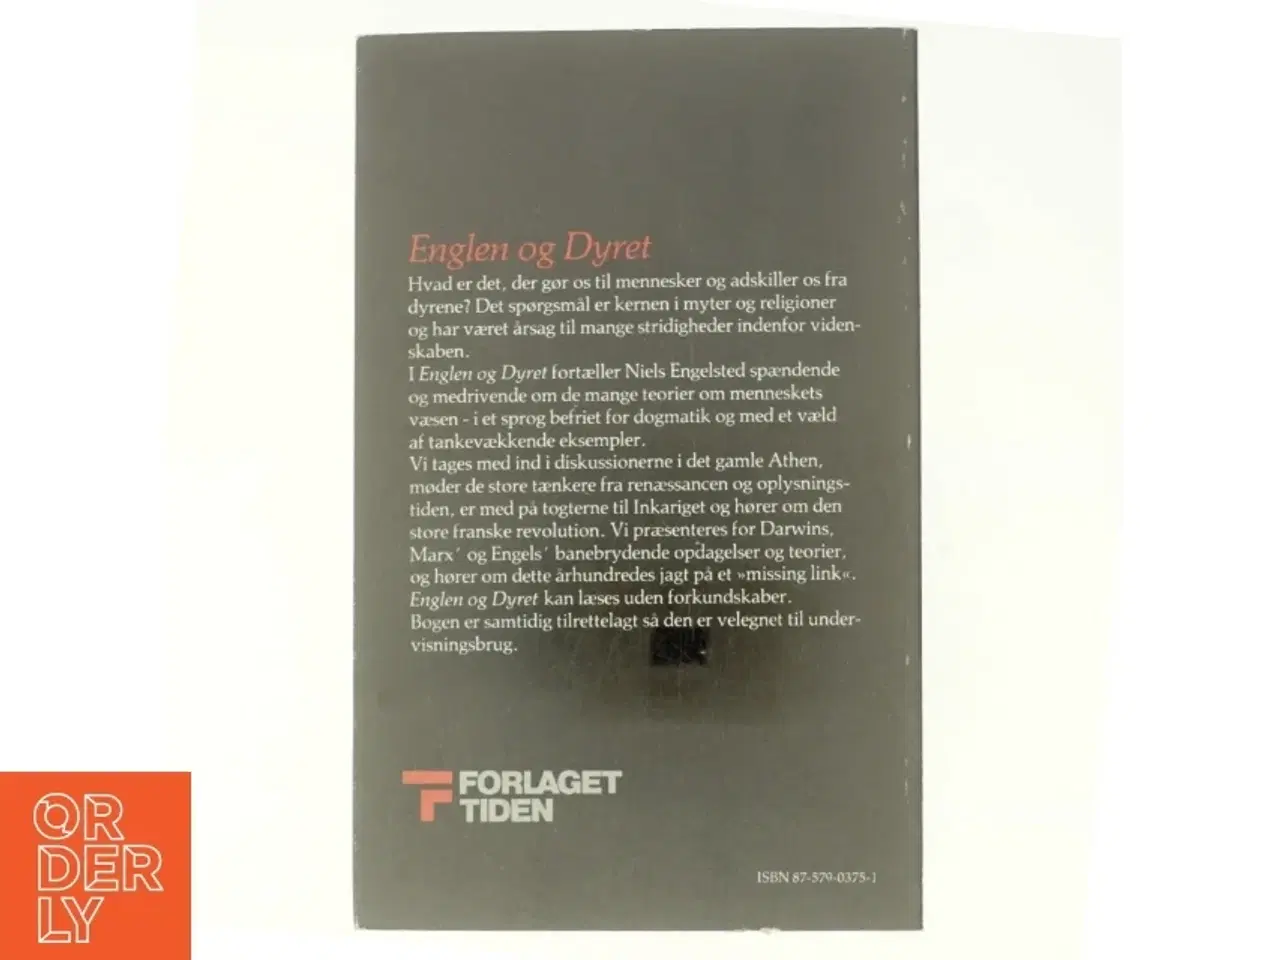 Englen og Dyret
Hvad er det, der gør os til mennesker og adskiller os fra
dyrene? Det spørgsmål er kernen i myter og religioner
og har været årsag til mange stridigheder indenfor viden-
skaben.
I Englen og Dyret fortæller Niels Engelsted spændende
og medrivende om de mange teorier om menneskets
væsen - i et sprog befriet for dogmatik og med et væld
af tankevækkende eksempler.
Vi tages med ind i diskussionerne i det gamle Athen,
møder de store tænkere fra renæssancen og oplysnings-
tiden, er med på togterne til Inkariget og hører om den
store franske revolution. Vi præsenteres for Darwins,
Marx' og Engels' banebrydende opdagelser og teorier,
og hører om dette århundredes jagt på et »missing link«.
Englen og Dyret kan læses uden forkundskaber.
Bogen er samtidig tilrettelagt så den er velegnet til under-
visningsbrug.
FORLAGET
TIDEN
ISBN 87-579-0375-1
OR
DER
LY